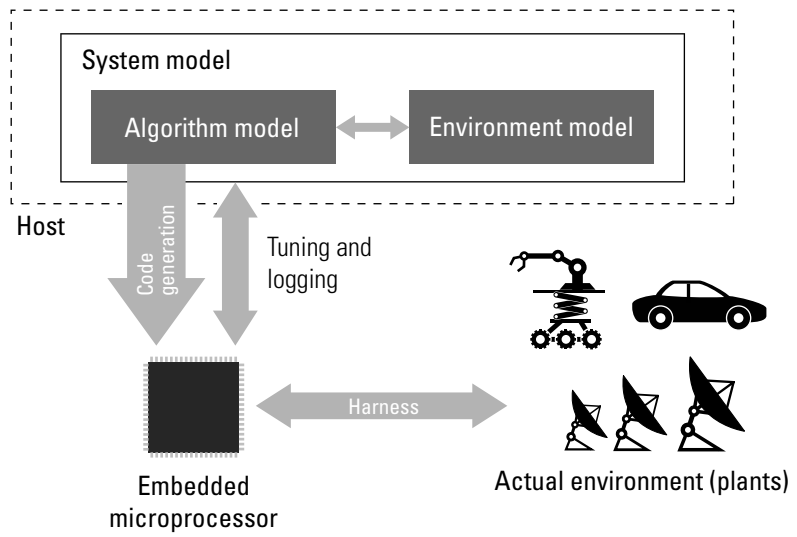 System model
Algorithm model
Environment model
Host
Code
generation
Tuning and
logging
Harness
Embedded
microprocessor
Actual environment (plants)